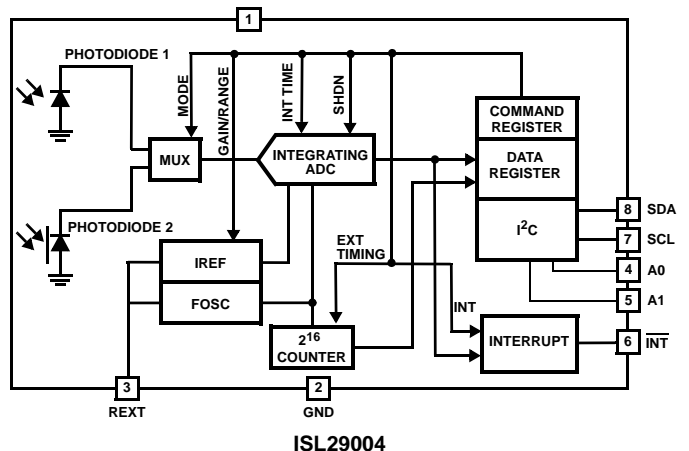 1
PHOTODIODE 1
MODE
GAIN/RANGE
INT TIME
SHDN
COMMAND
REGISTER
MUX
INTEGRATING
ADC
DATA
REGISTER
PHOTODIODE 2
I²C
8 SDA
7 SCL
4 A0
5 A1
EXT
TIMING
IREF
FOSC
INT
2¹⁶
COUNTER
INTERRUPT
6 INT
3
REXT
2
GND
ISL29004